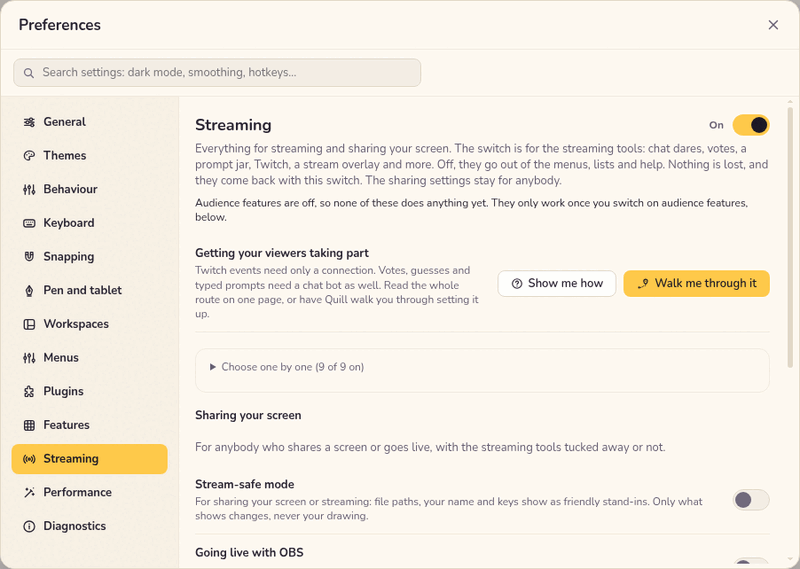 Preferences
Search settings: dark mode, smoothing, hotkeys...
General
Themes
Behaviour
Keyboard
Snapping
Pen and tablet
Workspaces
Menus
Plugins
Features
Streaming
Performance
Diagnostics
Streaming
On
Everything for streaming and sharing your screen. The switch is for the streaming tools: chat dares, votes, a
prompt jar, Twitch, a stream overlay and more. Off, they go out of the menus, lists and help. Nothing is lost, and
they come back with this switch. The sharing settings stay for anybody.
Audience features are off, so none of these does anything yet. They only work once you switch on audience features,
below.
Getting your viewers taking part
Twitch events need only a connection. Votes, guesses and
typed prompts need a chat bot as well. Read the whole
route on one page, or have Quill walk you through setting it
up.
Show me how
Walk me through it
Choose one by one (9 of 9 on)
Sharing your screen
For anybody who shares a screen or goes live, with the streaming tools tucked away or not.
Stream-safe mode
For sharing your screen or streaming: file paths, your name and keys show as friendly stand-ins. Only what
shows changes, never your drawing.
Going live with OBS